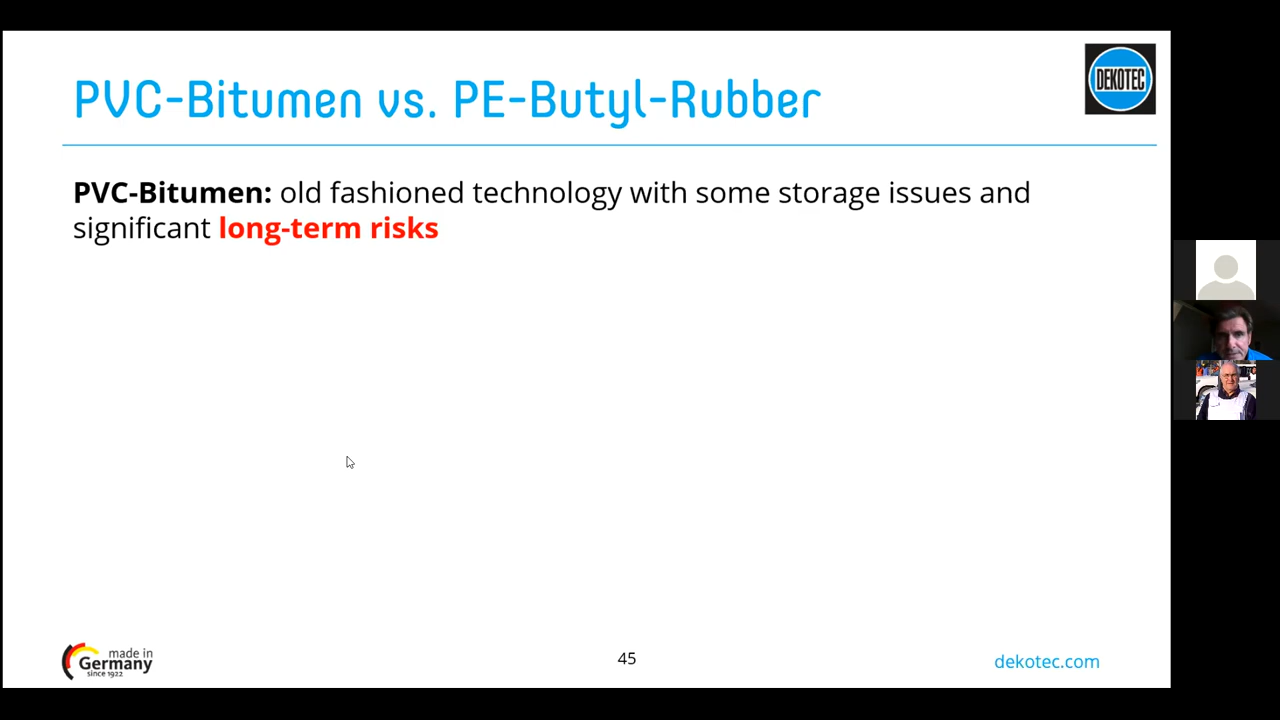 PVC-Bitumen vs. PE-Butyl-Rubber
DEKOTEC
PVC-Bitumen: old fashioned technology with some storage issues and
significant long-term risks
made in
Germany
since 1922
45
dekotec.com